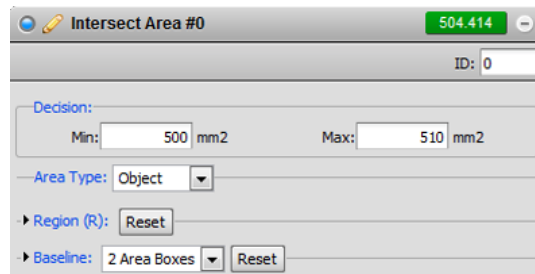 Intersect Area #0 504.414
ID: 0
Decision:
Min: 500 mm2 Max: 510 mm2
Area Type: Object
Region (R): Reset
Baseline: 2 Area Boxes Reset